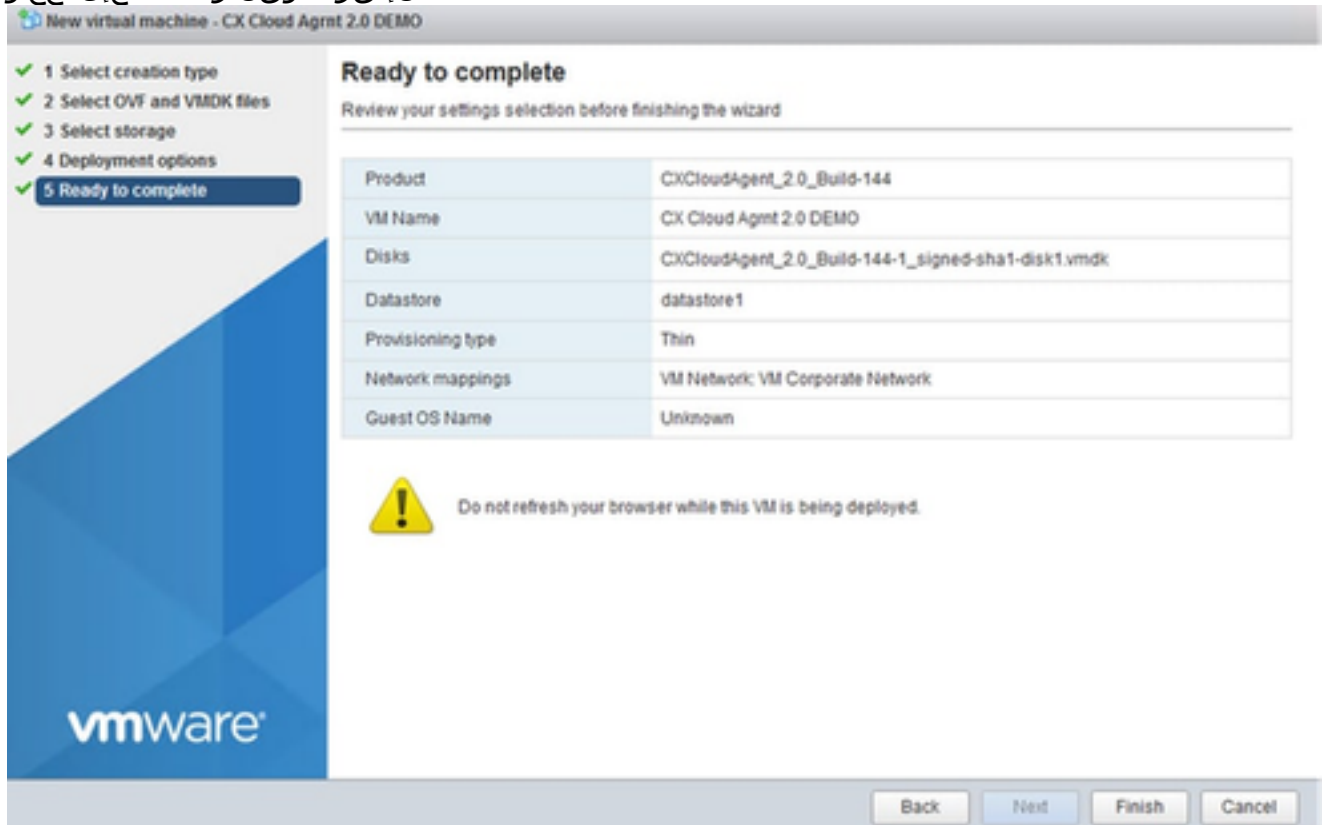 New virtual machine - CX Cloud Agrnt 2.0 DEMO
1 Select creation type
2 Select OVF and VMDK files
3 Select storage
4 Deployment options
5 Ready to complete
Ready to complete
Review your settings selection before finishing the wizard
Product CXCloudAgent_2.0_Build-144
VM Name CX Cloud Agrnt 2.0 DEMO
Disks CXCloudAgent_2.0_Build-144-1_signed-sha1-disk1.vmdk
Datastore datastore1
Provisioning type Thin
Network mappings VM Network: VM Corporate Network
Guest OS Name Unknown
Do not refresh your browser while this VM is being deployed.
vmware
Back Next Finish Cancel